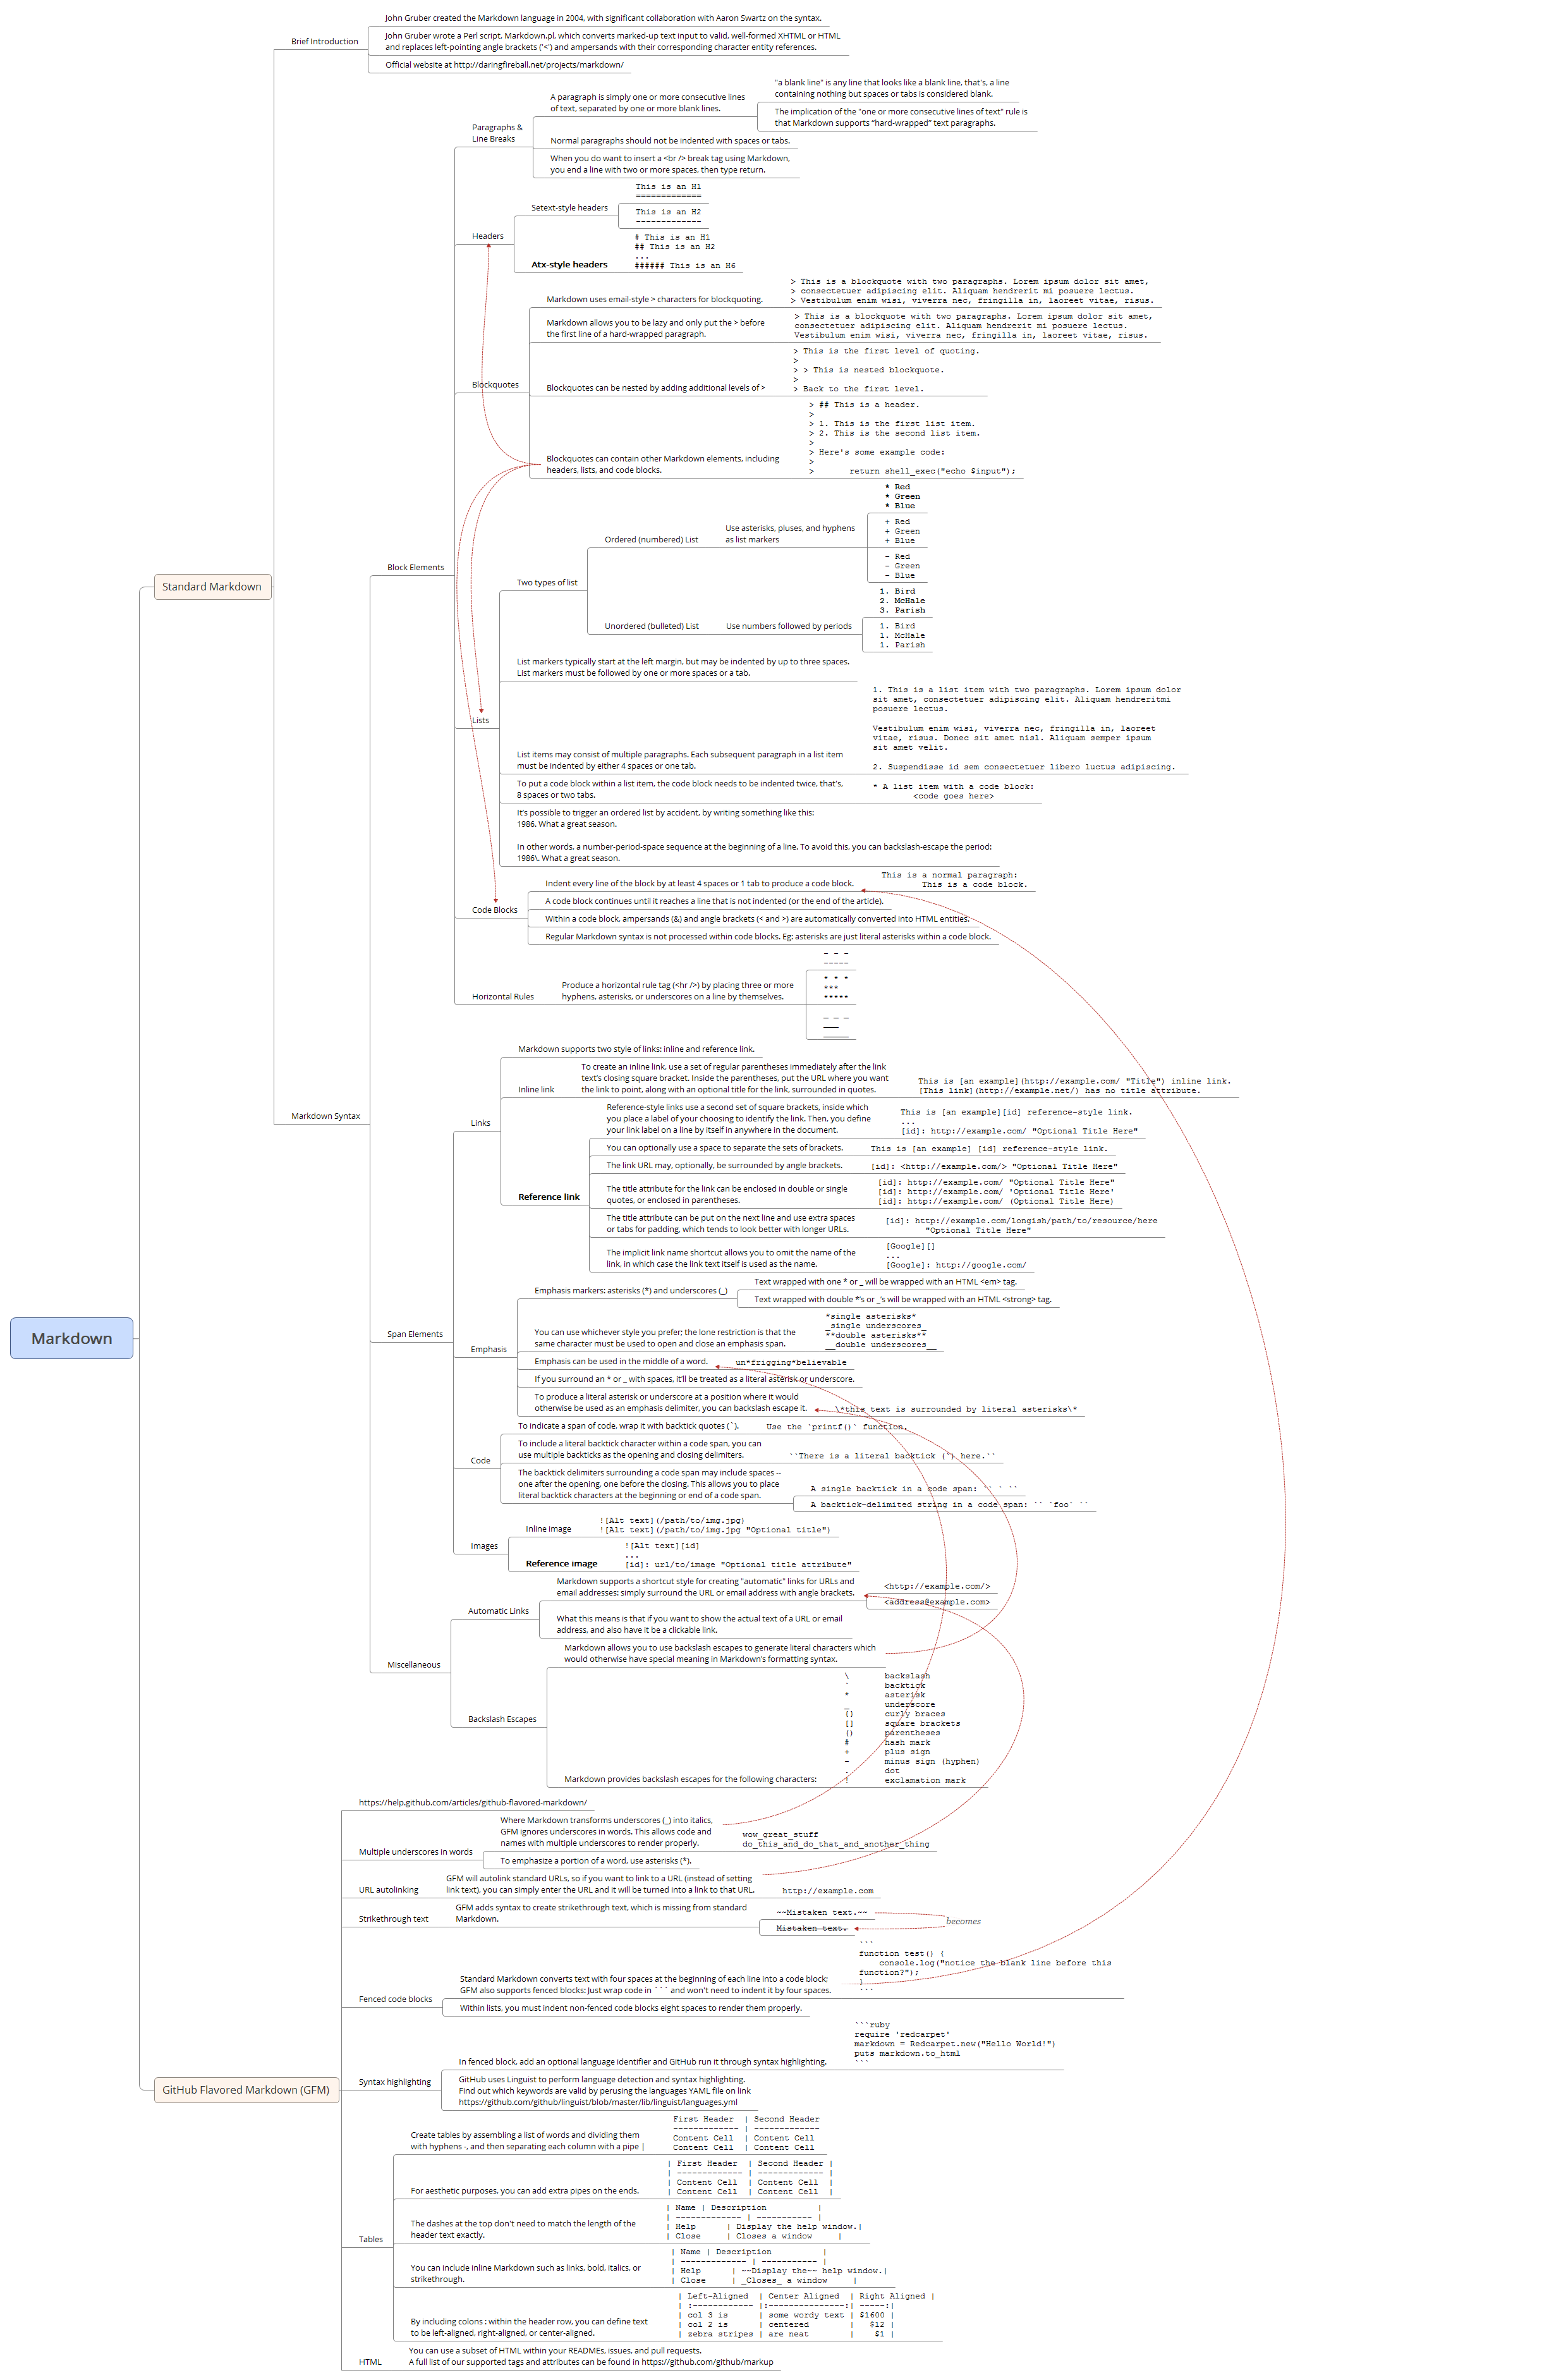 John Gruber created the Markdown language in 2004, with significant collaboration with Aaron Swartz on the syntax.
Brief Introduction
John Gruber wrote a Perl script, Markdown.pl, which converts marked-up text input to valid, well-formed XHTML or HTML
and replaces left-pointing angle brackets ('<') and ampersands with their corresponding character entity references.
Official website at http://daringfireball.net/projects/markdown/
Paragraphs &
Line Breaks
A paragraph is simply one or more consecutive lines
of text, separated by one or more blank lines.
"a blank line" is any line that looks like a blank line, that's, a line
containing nothing but spaces or tabs is considered blank.
The implication of the "one or more consecutive lines of text" rule is
that Markdown supports “hard-wrapped” text paragraphs.
Normal paragraphs should not be indented with spaces or tabs.
When you do want to insert a <br /> break tag using Markdown,
you end a line with two or more spaces, then type return.
Headers
Setext-style headers
This is an H1
=============
This is an H2
-------------
Atx-style headers
# This is an H1
## This is an H2
...
###### This is an H6
Blockquotes
Markdown uses email-style > characters for blockquoting.
> This is a blockquote with two paragraphs. Lorem ipsum dolor sit amet,
> consectetuer adipiscing elit. Aliquam hendrerit mi posuere lectus.
> Vestibulum enim wisi, viverra nec, fringilla in, laoreet vitae, risus.
Markdown allows you to be lazy and only put the > before
the first line of a hard-wrapped paragraph.
> This is a blockquote with two paragraphs. Lorem ipsum dolor sit amet,
consectetuer adipiscing elit. Aliquam hendrerit mi posuere lectus.
Vestibulum enim wisi, viverra nec, fringilla in, laoreet vitae, risus.
Blockquotes can be nested by adding additional levels of >
> This is the first level of quoting.
>
> > This is nested blockquote.
>
> Back to the first level.
Blockquotes can contain other Markdown elements, including
headers, lists, and code blocks.
> ## This is a header.
>
> 1. This is the first list item.
> 2. This is the second list item.
>
> Here's some example code:
>
>       return shell_exec("echo $input");
Standard Markdown
Block Elements
Lists
Two types of list
Ordered (numbered) List
Use asterisks, pluses, and hyphens
as list markers
* Red
* Green
* Blue
+ Red
+ Green
+ Blue
- Red
- Green
- Blue
Unordered (bulleted) List
Use numbers followed by periods
1. Bird
2. McHale
3. Parish
1. Bird
1. McHale
1. Parish
List markers typically start at the left margin, but may be indented by up to three spaces.
List markers must be followed by one or more spaces or a tab.
List items may consist of multiple paragraphs. Each subsequent paragraph in a list item
must be indented by either 4 spaces or one tab.
1. This is a list item with two paragraphs. Lorem ipsum dolor
sit amet, consectetuer adipiscing elit. Aliquam hendreritmi
posuere lectus.
Vestibulum enim wisi, viverra nec, fringilla in, laoreet
vitae, risus. Donec sit amet nisl. Aliquam semper ipsum
sit amet velit.
2. Suspendisse id sem consectetuer libero luctus adipiscing.
To put a code block within a list item, the code block needs to be indented twice, that's,
8 spaces or two tabs.
* A list item with a code block:
<code goes here>
It's possible to trigger an ordered list by accident, by writing something like this:
1986. What a great season.
In other words, a number-period-space sequence at the beginning of a line. To avoid this, you can backslash-escape the period:
1986\. What a great season.
Code Blocks
Indent every line of the block by at least 4 spaces or 1 tab to produce a code block.
This is a normal paragraph:
This is a code block.
A code block continues until it reaches a line that is not indented (or the end of the article).
Within a code block, ampersands (&) and angle brackets (< and >) are automatically converted into HTML entities.
Regular Markdown syntax is not processed within code blocks. Eg: asterisks are just literal asterisks within a code block.
Horizontal Rules
Produce a horizontal rule tag (<hr />) by placing three or more
hyphens, asterisks, or underscores on a line by themselves.
- - -
-----
* * *
***
*****
_ _ _
___
_____
Markdown Syntax
Span Elements
Links
Markdown supports two style of links: inline and reference link.
Inline link
To create an inline link, use a set of regular parentheses immediately after the link
text's closing square bracket. Inside the parentheses, put the URL where you want
the link to point, along with an optional title for the link, surrounded in quotes.
This is [an example](http://example.com/ "Title") inline link.
[This link](http://example.net/) has no title attribute.
Reference link
Reference-style links use a second set of square brackets, inside which
you place a label of your choosing to identify the link. Then, you define
your link label on a line by itself in anywhere in the document.
This is [an example][id] reference-style link.
...
[id]: http://example.com/ "Optional Title Here"
You can optionally use a space to separate the sets of brackets.
This is [an example] [id] reference-style link.
The link URL may, optionally, be surrounded by angle brackets.
[id]: <http://example.com/> "Optional Title Here"
The title attribute for the link can be enclosed in double or single
quotes, or enclosed in parentheses.
[id]: http://example.com/ "Optional Title Here"
[id]: http://example.com/ 'Optional Title Here'
[id]: http://example.com/ (Optional Title Here)
The title attribute can be put on the next line and use extra spaces
or tabs for padding, which tends to look better with longer URLs.
[id]: http://example.com/longish/path/to/resource/here
"Optional Title Here"
The implicit link name shortcut allows you to omit the name of the
link, in which case the link text itself is used as the name.
[Google][]
...
[Google]: http://google.com/
Markdown
Emphasis
Emphasis markers: asterisks (*) and underscores (_)
Text wrapped with one * or _ will be wrapped with an HTML <em> tag.
Text wrapped with double *'s or _'s will be wrapped with an HTML <strong> tag.
You can use whichever style you prefer; the lone restriction is that the
same character must be used to open and close an emphasis span.
*single asterisks*
_single underscores_
**double asterisks**
__double underscores__
Emphasis can be used in the middle of a word.
un*frigging*believable
If you surround an * or _ with spaces, it'll be treated as a literal asterisk or underscore.
To produce a literal asterisk or underscore at a position where it would
otherwise be used as an emphasis delimiter, you can backslash escape it.
\*this text is surrounded by literal asterisks\*
Code
To indicate a span of code, wrap it with backtick quotes (`).
Use the `printf()` function.
To include a literal backtick character within a code span, you can
use multiple backticks as the opening and closing delimiters.
``There is a literal backtick (`) here.``
The backtick delimiters surrounding a code span may include spaces --
one after the opening, one before the closing. This allows you to place
literal backtick characters at the beginning or end of a code span.
A single backtick in a code span: `` ` ``
A backtick-delimited string in a code span: `` `foo` ``
Images
Inline image
![Alt text](/path/to/img.jpg)
![Alt text](/path/to/img.jpg "Optional title")
Reference image
![Alt text][id]
...
[id]: url/to/image "Optional title attribute"
Miscellaneous
Automatic Links
Markdown supports a shortcut style for creating "automatic" links for URLs and
email addresses: simply surround the URL or email address with angle brackets.
<http://example.com/>
<address@example.com>
What this means is that if you want to show the actual text of a URL or email
address, and also have it be a clickable link.
Backslash Escapes
Markdown allows you to use backslash escapes to generate literal characters which
would otherwise have special meaning in Markdown's formatting syntax.
Markdown provides backslash escapes for the following characters:
\ backslash
` backtick
* asterisk
_ underscore
{} curly braces
[] square brackets
() parentheses
# hash mark
+ plus sign
- minus sign (hyphen)
. dot
! exclamation mark
GitHub Flavored Markdown (GFM)
https://help.github.com/articles/github-flavored-markdown/
Multiple underscores in words
Where Markdown transforms underscores (_) into italics,
GFM ignores underscores in words. This allows code and
names with multiple underscores to render properly.
wow_great_stuff
do_this_and_do_that_and_another_thing
To emphasize a portion of a word, use asterisks (*).
URL autolinking
GFM will autolink standard URLs, so if you want to link to a URL (instead of setting
link text), you can simply enter the URL and it will be turned into a link to that URL.
http://example.com
Strikethrough text
GFM adds syntax to create strikethrough text, which is missing from standard
Markdown.
~~Mistaken text.~~
becomes
Mistaken text.
Fenced code blocks
Standard Markdown converts text with four spaces at the beginning of each line into a code block;
GFM also supports fenced blocks: Just wrap code in ``` and won't need to indent it by four spaces.
```
function test() {
console.log("notice the blank line before this
function?");
}
```
Within lists, you must indent non-fenced code blocks eight spaces to render them properly.
Syntax highlighting
In fenced block, add an optional language identifier and GitHub run it through syntax highlighting.
```ruby
require 'redcarpet'
markdown = Redcarpet.new("Hello World!")
puts markdown.to_html
```
GitHub uses Linguist to perform language detection and syntax highlighting.
Find out which keywords are valid by perusing the languages YAML file on link
https://github.com/github/linguist/blob/master/lib/linguist/languages.yml
Tables
Create tables by assembling a list of words and dividing them
with hyphens -, and then separating each column with a pipe |
First Header | Second Header
------------- | -------------
Content Cell | Content Cell
Content Cell | Content Cell
For aesthetic purposes, you can add extra pipes on the ends.
| First Header | Second Header |
| ------------- | ------------- |
| Content Cell | Content Cell |
| Content Cell | Content Cell |
The dashes at the top don't need to match the length of the
header text exactly.
| Name | Description |
| ------------- | ----------- |
| Help | Display the help window.|
| Close | Closes a window |
You can include inline Markdown such as links, bold, italics, or
strikethrough.
| Name | Description |
| ------------- | ----------- |
| Help | ~~Display the~~ help window.|
| Close | _Closes_ a window |
By including colons : within the header row, you can define text
to be left-aligned, right-aligned, or center-aligned.
| Left-Aligned | Center Aligned | Right Aligned |
| :------------ |:---------------:| -----:|
| col 3 is | some wordy text | $1600 |
| col 2 is | centered | $12 |
| zebra stripes | are neat | $1 |
HTML
You can use a subset of HTML within your READMEs, issues, and pull requests.
A full list of our supported tags and attributes can be found in https://github.com/github/markup